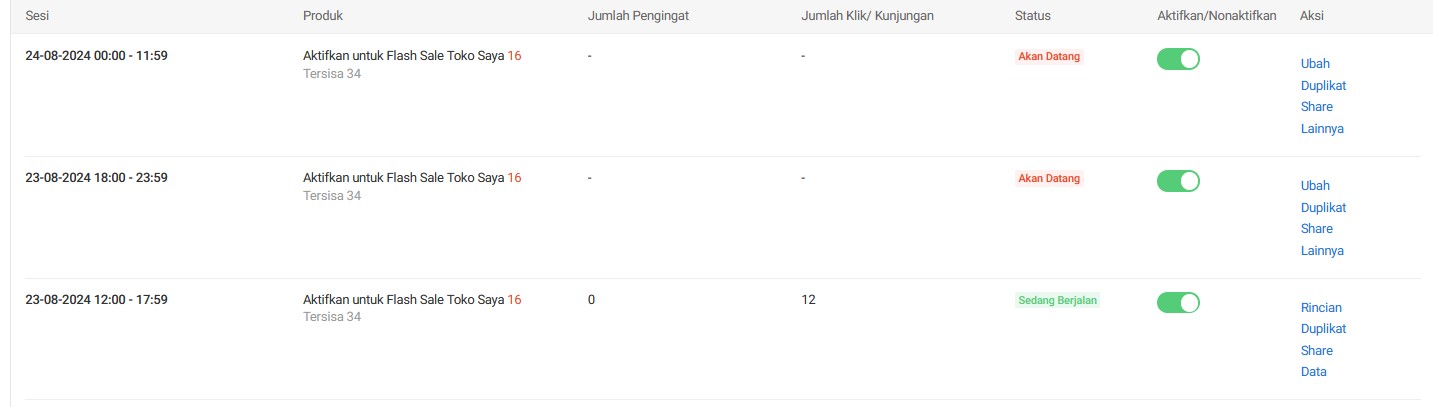 Sesi Produk Jumlah Pengingat Jumlah Klik/ Kunjungan Status Aktifkan/Nonaktifkan Aksi
24-08-2024 00:00 - 11:59 Aktifkan untuk Flash Sale Toko Saya 16 - - Akan Datang
Tersisa 34
Ubah
Duplikat
Share
Lainnya
23-08-2024 18:00 - 23:59 Aktifkan untuk Flash Sale Toko Saya 16 - - Akan Datang
Tersisa 34
Ubah
Duplikat
Share
Lainnya
23-08-2024 12:00 - 17:59 Aktifkan untuk Flash Sale Toko Saya 16 0 12 Sedang Berjalan
Tersisa 34
Rincian
Duplikat
Share
Data